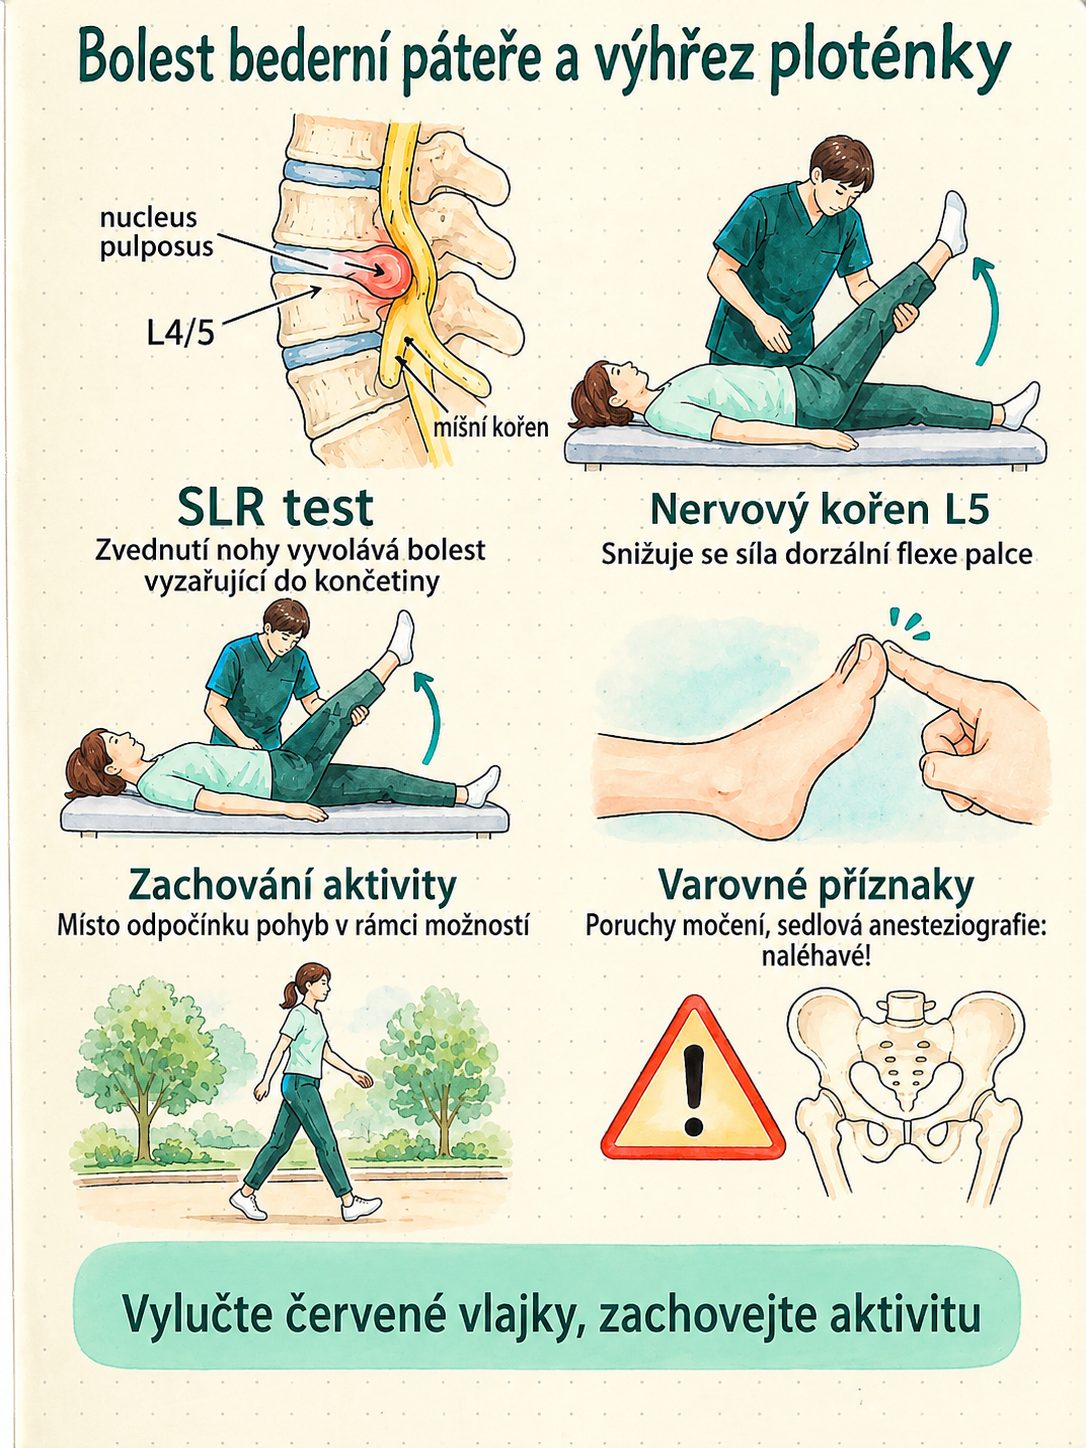 Bolest bederní páteře a výhřez ploténky
nucleus
pulposus
L4/5
míšní kořen
SLR test
Zvednutí nohy vyvolává bolest
vyzařující do končetiny
Nervový kořen L5
Snižuje se síla dorzální flexe palce
Zachování aktivity
Místo odpočínku pohyb v rámci možností
Varovné příznaky
Poruchy močení, sedlová anesteziografie:
naléhavé!
Vylučte červené vlajky, zachovejte aktivitu